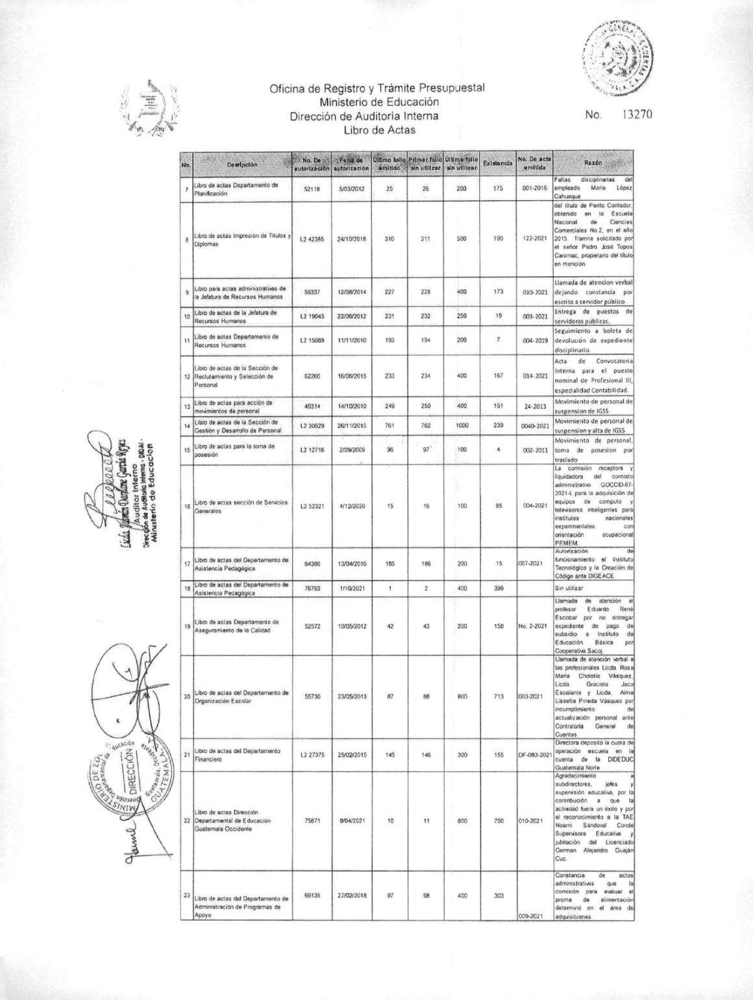 Oficina de Registro y Trámite Presupuestal
Ministerio de Educación
Dirección de Auditoría Interna
Libro de Actas
No. 13270
No. | Descripción | No. De autorización | Feha de autorización | Último folio emitido | Primer folio sin utilizar | Último folio sin utilizar | Existencia | No. De acta emitida | Razón
7 | Libro de actas Departamento de Planificación | 52118 | 5/03/2012 | 25 | 26 | 200 | 175 | 001-2016 | Faltas disciplinarias del empleado Mario López Cahueque
8 | Libro de actas Impresión de Titulos y Diplomas | L2 42385 | 24/10/2018 | 310 | 311 | 500 | 190 | 122-2021 | del titulo de Perito Contador, obtenido en la Escuela Nacional de Ciencias Comerciales No.2, en el año 2015. Tramite solicitado por el señor Pedro José Topos Canimac, propietario del título en mención.
9 | Libro para actas administrativas de la Jefatura de Recursos Humanos | 59337 | 12/08/2014 | 227 | 228 | 400 | 173 | 010-2021 | Llamada de atencion verbal dejando constancia por escrito a servidor público
10 | Libro de actas de la Jefatura de Recursos Humanos | L2 19045 | 22/06/2012 | 231 | 232 | 250 | 19 | 003-2021 | Entrega de puestos de servidoras públicas.
11 | Libro de actas Departamento de Recursos Humanos | L2 15069 | 11/11/2010 | 193 | 194 | 200 | 7 | 004-2019 | Seguimiento a boleta de devolución de expediente disciplinario.
12 | Libro de actas de la Sección de Reclutamiento y Selección de Personal | 62260 | 16/06/2015 | 233 | 234 | 400 | 167 | 014-2021 | Acta de Convocatoria Interna para el puesto nominal de Profesional III, especialidad Contabilidad.
13 | Libro de actas para acción de movimientos de personal | 49314 | 14/10/2010 | 249 | 250 | 400 | 151 | 24-2013 | Movimiento de personal de suspension de IGSS
14 | Libro de actas de la Sección de Gestión y Desarrollo de Personal | L2 30529 | 26/11/2015 | 761 | 762 | 1000 | 239 | 0040-2021 | Movimiento de personal de suspension y alta de IGSS
15 | Libro de actas para la toma de posesión | L2 12716 | 2/09/2009 | 96 | 97 | 100 | 4 | 002-2011 | Movimiento de personal, toma de posesion por traslado
16 | Libro de actas sección de Servicios Generales | L2 52321 | 4/12/2020 | 15 | 16 | 100 | 85 | 004-2021 | La comisión receptora y liquidadora del contrato administrativo GOCCID-87-2021-L para la adquisición de equipos de computo y televisores inteligentes para institutos nacionales experimentales con orientación ocupacional PEMEM.
17 | Libro de actas del Departamento de Asistencia Pedagógica | 64386 | 13/04/2016 | 185 | 186 | 200 | 15 | 007-2021 | Autorización de funcionamiento el Instituto Tecnológico y la Creación de Código ante DIGEACE.
18 | Libro de actas del Departamento de Asistencia Pedagógica | 76793 | 1/10/2021 | 1 | 2 | 400 | 399 | Sin utilizar
19 | Libro de actas Departamento de Aseguramiento de la Calidad | 52572 | 10/05/2012 | 42 | 43 | 200 | 158 | No. 2-2021 | Llamada de atención al profesor Eduardo René Escobar por no entregar expediente de pago de subsidio a Instituto de Educación Básica por Cooperativa Sacoj.
20 | Libro de actas del Departamento de Organización Escolar | 55730 | 23/05/2013 | 87 | 88 | 800 | 713 | 003-2021 | Llamada de atención verbal a las profesionales Licda. Rosa Maria Cholotio Vásquez, Licda. Graciela Jaco Escalante y Licda. Alma Lissette Pineda Vásquez por incumplimiento de actualización personal ante Contraloría General de Cuentas.
21 | Libro de actas del Departamento Financiero | L2 27375 | 25/02/2015 | 145 | 146 | 300 | 155 | DF-083-2021 | Directora depositó la cuota de operación escuela en la cuenta de la DIDEDUC Guatemala Norte
22 | Libro de actas Dirección Departamental de Educación Guatemala Occidente | 75871 | 9/04/2021 | 10 | 11 | 800 | 790 | 010-2021 | Agradecimiento a subdirectores, jefes y supervisión educativa, por la contribución a que la actividad fuera un éxito y por el reconocimiento a la TAE Noemi Sandoval Conde Supervisora Educativa y jubilación del Licenciado German Alejandro Guaján Cuc.
23 | Libro de actas del Departamento de Administración de Programas de Apoyo | 69135 | 27/02/2018 | 97 | 98 | 400 | 303 | 009-2021 | Constancia de actos administrativos que la comisión para evaluar el proma de alimentación determinó en el área de adquisiciones
Licda. Jasmín Daphane García Reyes
Auditor Interno
Dirección de Auditoría Interna - DIDAI -
Ministerio de Educacion
MINISTERIO DE EDUCACIÓN
Dirección Departamental de Educación
DIRECCIÓN
Guatemala, Occidente
GUATEMALA, C. A.